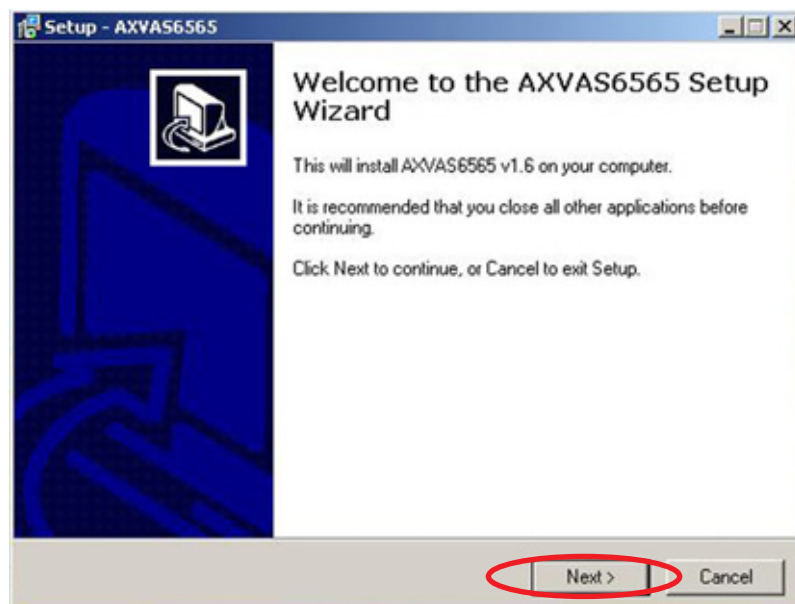 Setup - AXVAS6565
Welcome to the AXVAS6565 Setup
Wizard
This will install AXVAS6565 v1.6 on your computer.
It is recommended that you close all other applications before
continuing.
Click Next to continue, or Cancel to exit Setup.
Next >
Cancel